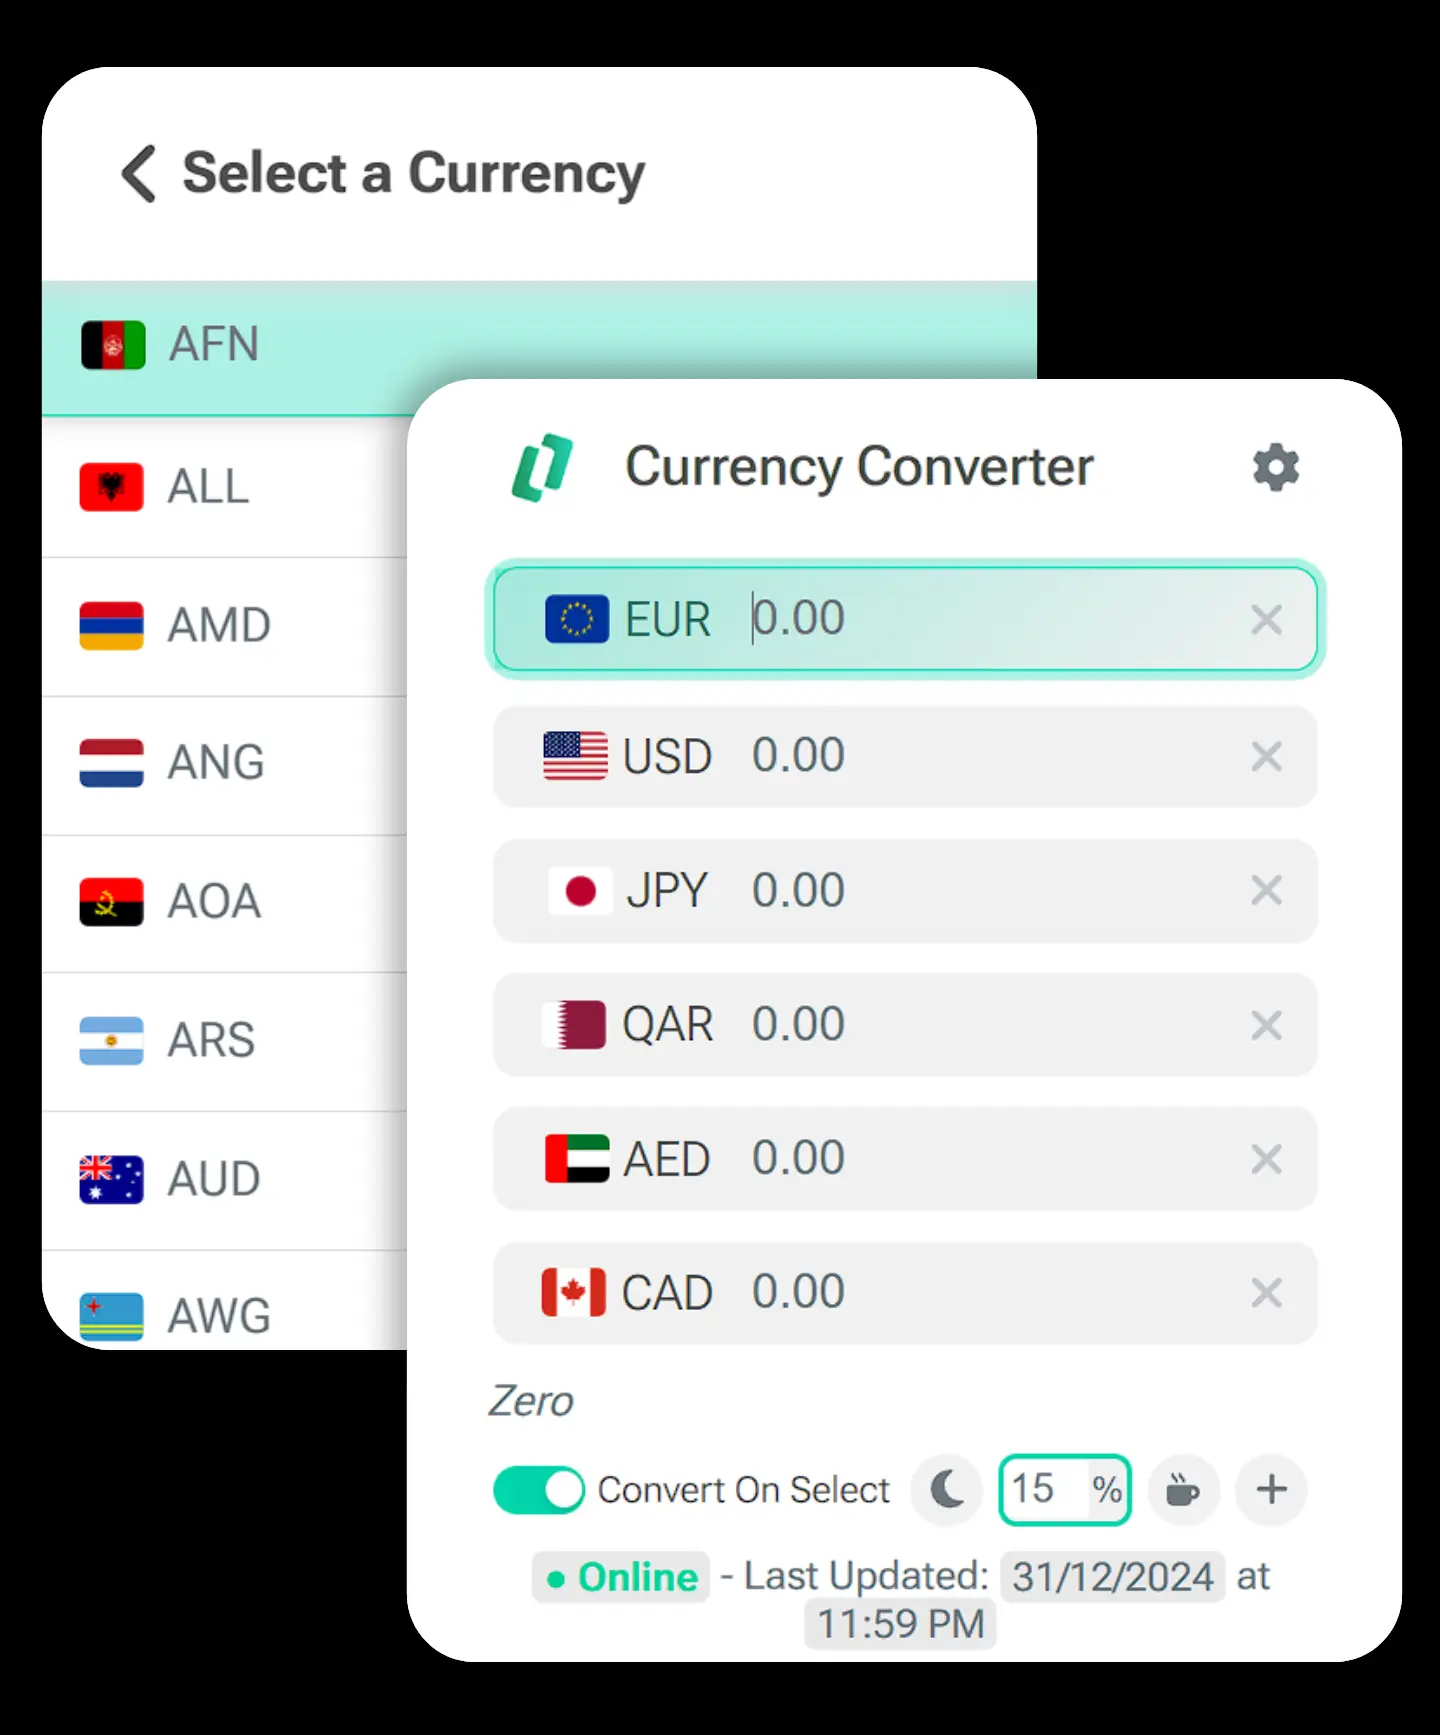 Select a Currency
AFN
ALL
AMD
ANG
AOA
ARS
AUD
AWG
Currency Converter
EUR 0.00
USD 0.00
JPY 0.00
QAR 0.00
AED 0.00
CAD 0.00
Zero
Convert On Select 15 %
Online - Last Updated: 31/12/2024 at
11:59 PM